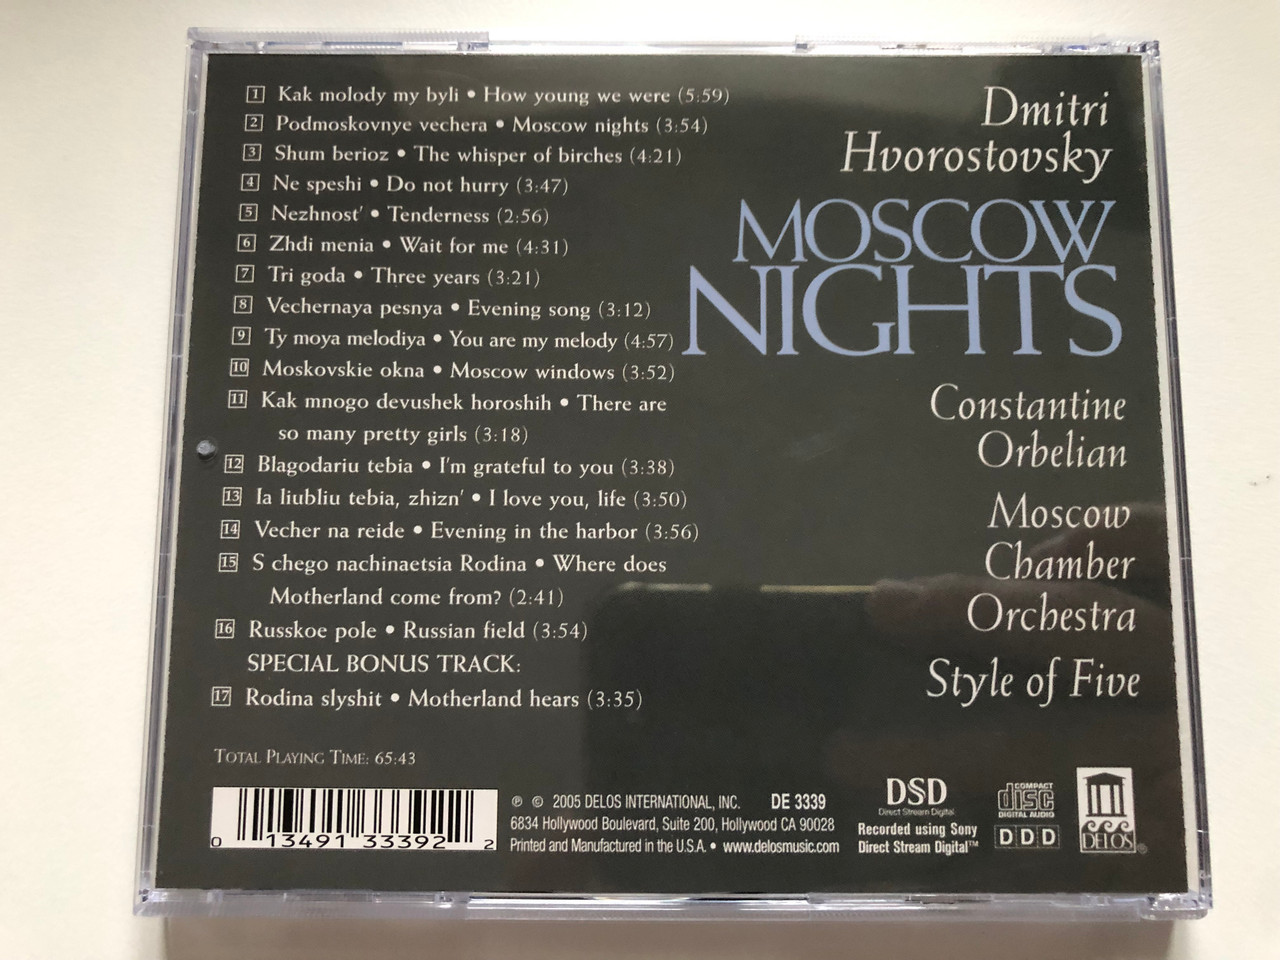 1 Kak molody my byli • How young we were (5:59)
2 Podmoskovnye vechera • Moscow nights (3:54)
3 Shum berioz • The whisper of birches (4:21)
4 Ne speshi • Do not hurry (3:47)
5 Nezhnost' • Tenderness (2:56)
6 Zhdi menia • Wait for me (4:31)
7 Tri goda • Three years (3:21)
8 Vechernaya pesnya • Evening song (3:12)
9 Ty moya melodiya • You are my melody (4:57)
10 Moskovskie okna • Moscow windows (3:52)
11 Kak mnogo devushek horoshih • There are
so many pretty girls (3:18)
12 Blagodariu tebia • I'm grateful to you (3:38)
13 Ia liubliu tebia, zhizn' • I love you, life (3:50)
14 Vecher na reide • Evening in the harbor (3:56)
15 S chego nachinaetsia Rodina • Where does
Motherland come from? (2:41)
16 Russkoe pole • Russian field (3:54)
SPECIAL BONUS TRACK:
17 Rodina slyshit • Motherland hears (3:35)
TOTAL PLAYING TIME: 65:43
Dmitri
Hvorostovsky
MOSCOW
NIGHTS
Constantine
Orbelian
Moscow
Chamber
Orchestra
Style of Five
0 13491 33392 2
℗ © 2005 DELOS INTERNATIONAL, INC. DE 3339
6834 Hollywood Boulevard, Suite 200, Hollywood CA 90028
Printed and Manufactured in the U.S.A. • www.delosmusic.com
DSD
Direct Stream Digital
Recorded using Sony
Direct Stream Digital™
COMPACT
disc
DIGITAL AUDIO
DDD
DELOS®